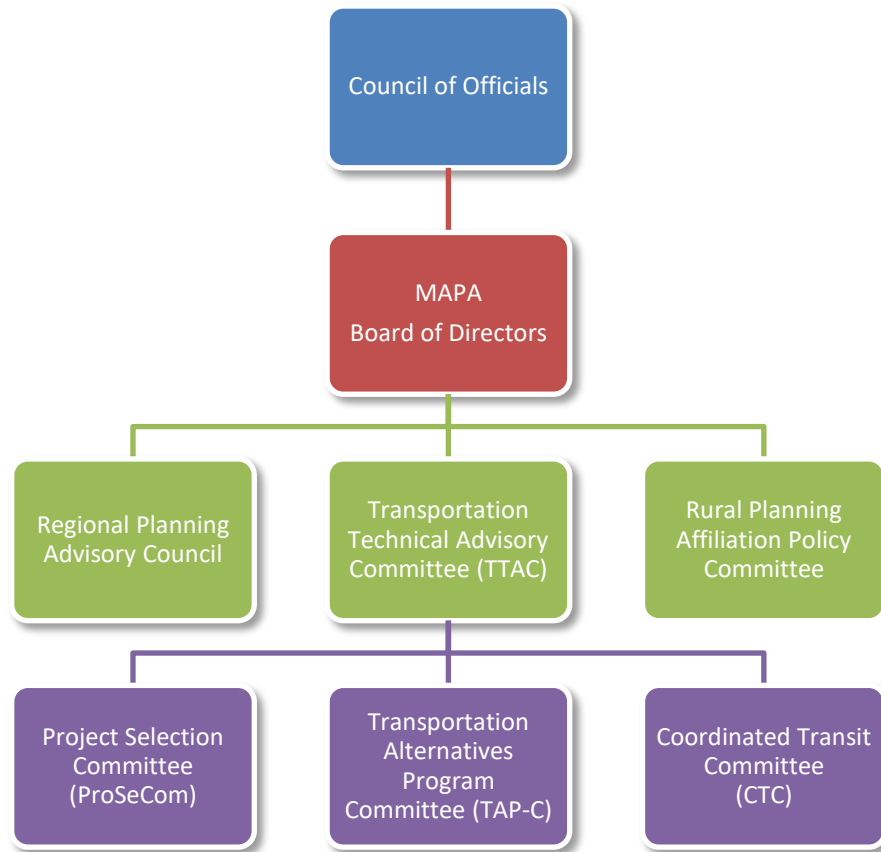 Council of Officials
MAPA
Board of Directors
Regional Planning
Advisory Council
Transportation
Technical Advisory
Committee (TTAC)
Rural Planning
Affiliation Policy
Committee
Project Selection
Committee
(ProSeCom)
Transportation
Alternatives
Program
Committee (TAP-C)
Coordinated Transit
Committee
(CTC)